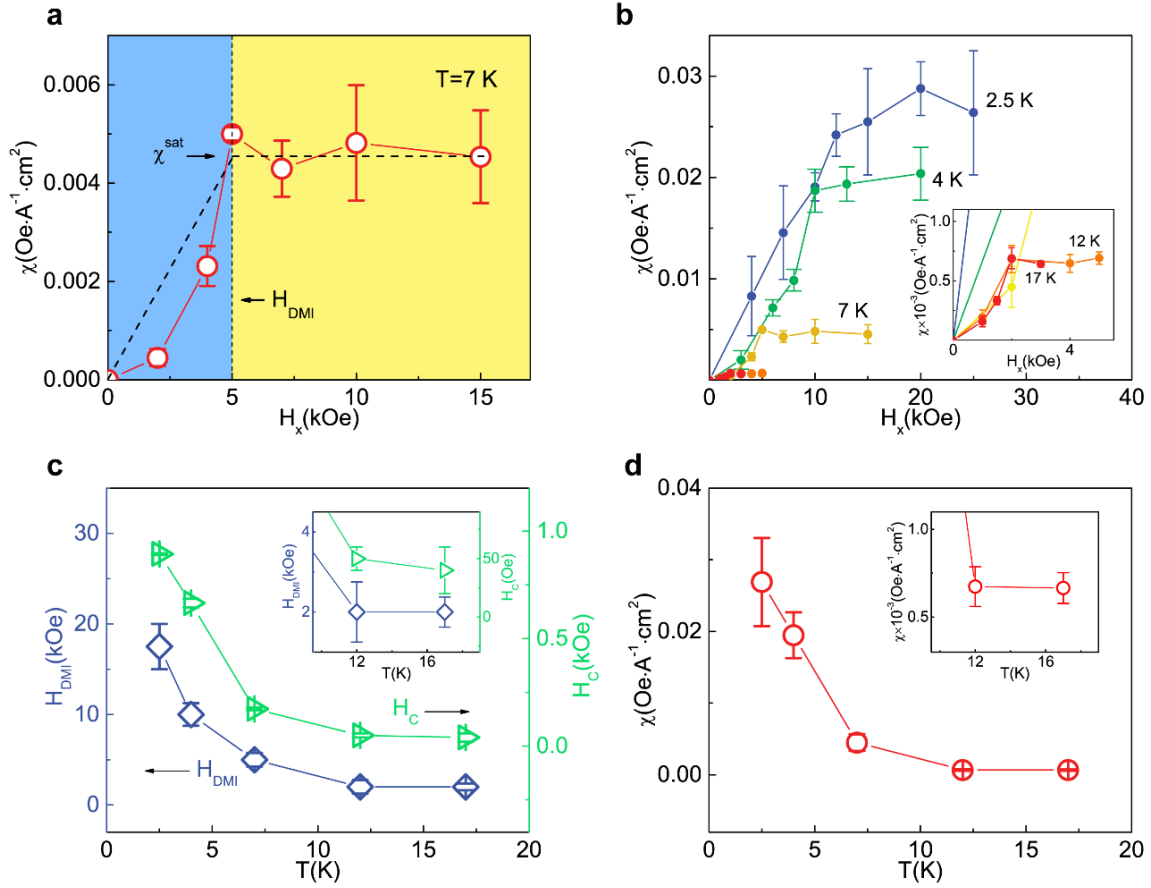 a
T=7 K
χ^sat
H_DMI
0.006
0.004
0.002
0.000
χ(Oe·A⁻¹·cm²)
0 5 10 15
H_x(kOe)
b
2.5 K
4 K
7 K
0.03
0.02
0.01
0
χ(Oe·A⁻¹·cm²)
0 10 20 30 40
H_x(kOe)
1.0
0.5
0.0
χ×10⁻³(Oe·A⁻¹·cm²)
12 K
17 K
0 4
H_x(kOe)
c
30
20
10
0
H_DMI(kOe)
1.0
0.5
0.0
H_C(kOe)
H_C
H_DMI
0 5 10 15 20
T(K)
4
2
H_DMI(kOe)
50
0
H_C(Oe)
12 16
T(K)
d
0.04
0.02
0.00
χ(Oe·A⁻¹·cm²)
0 5 10 15 20
T(K)
1.0
0.5
χ×10⁻³(Oe·A⁻¹·cm²)
12 16
T(K)